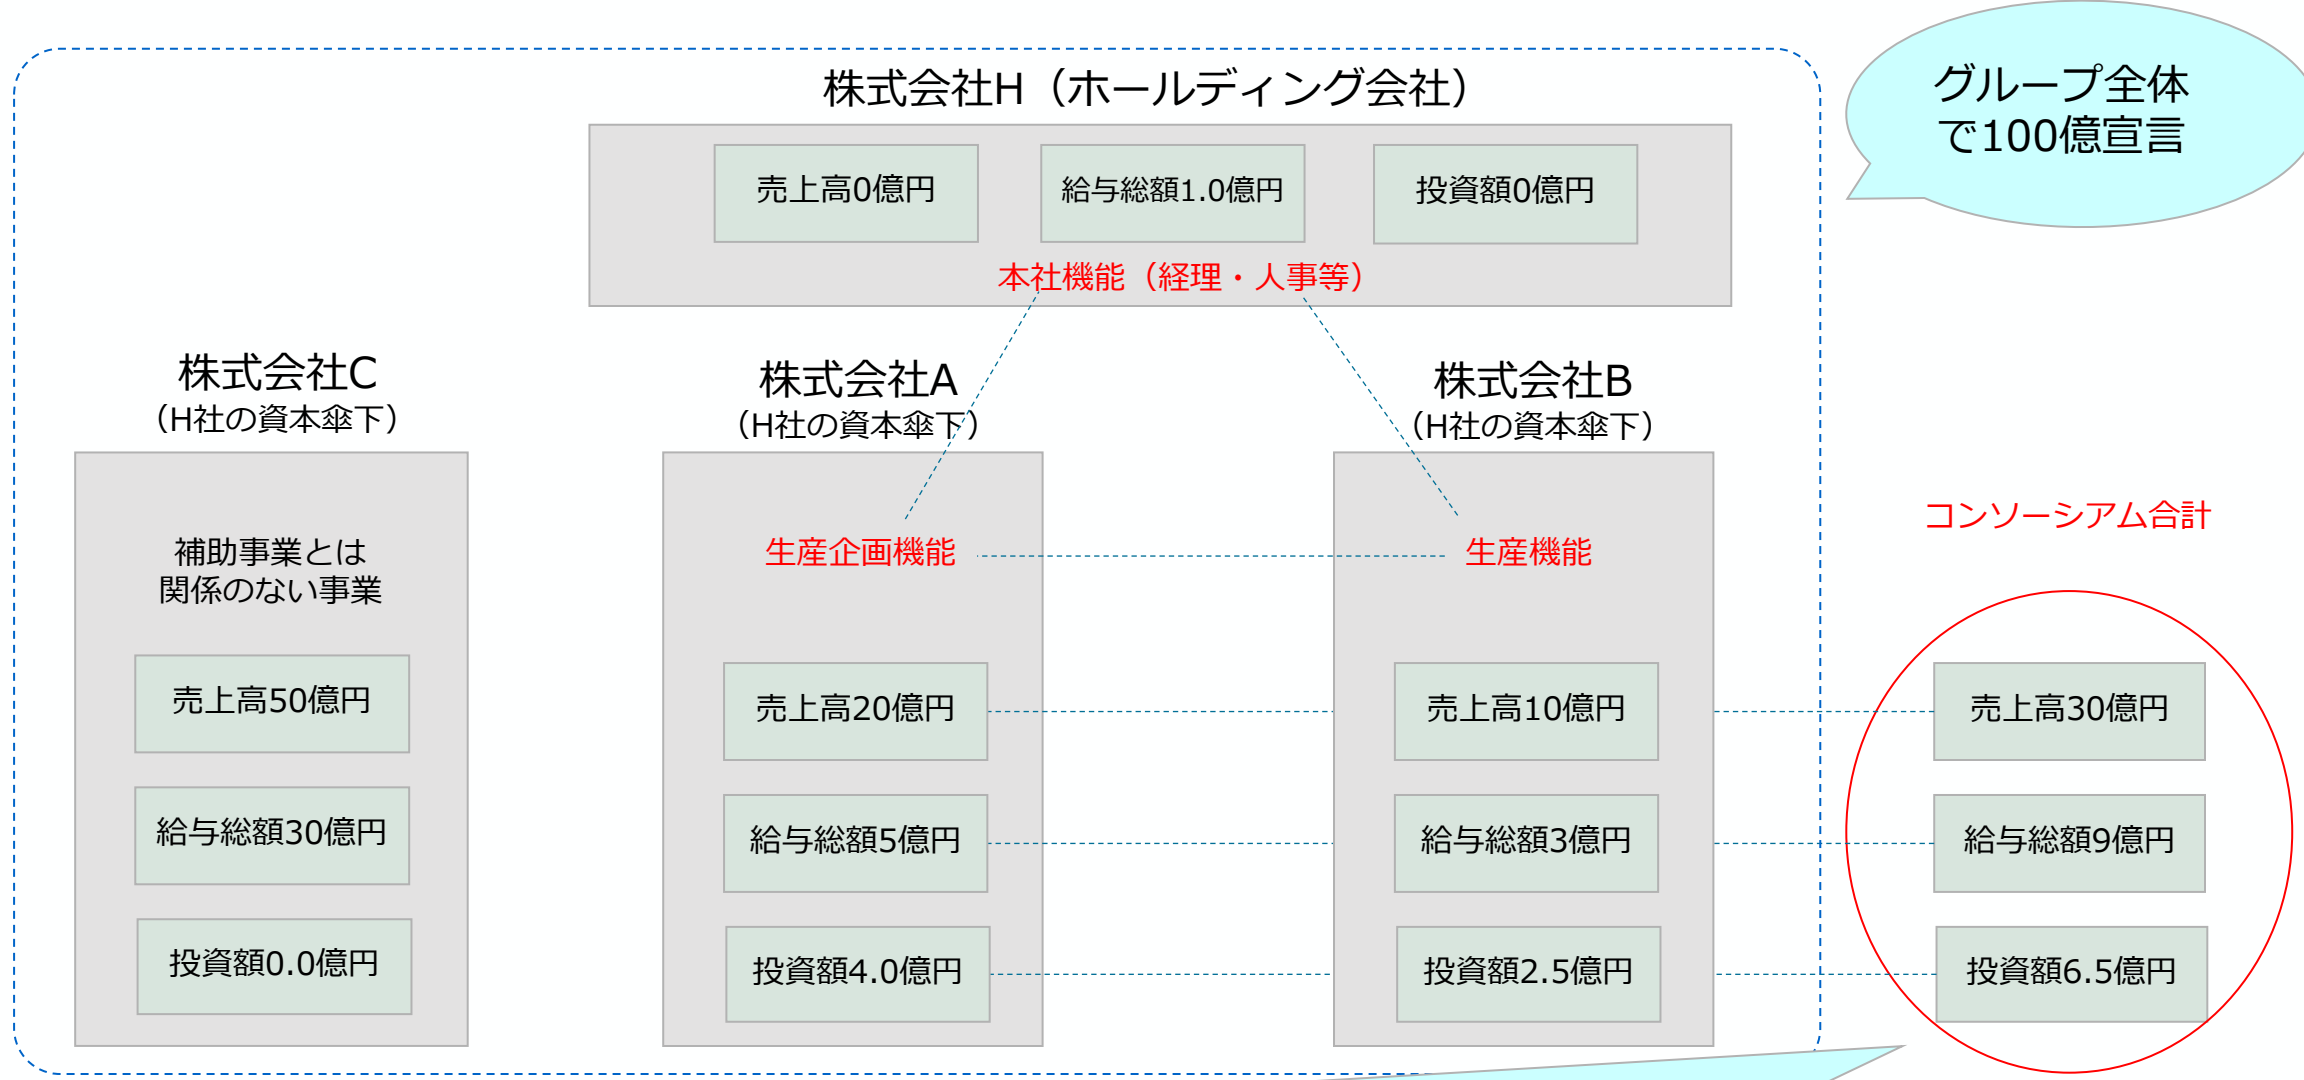 株式会社H（ホールディング会社）
グループ全体
で100億宣言
売上高0億円
給与総額1.0億円
投資額0億円
本社機能（経理・人事等）
株式会社C
（H社の資本傘下）
補助事業とは
関係のない事業
売上高50億円
給与総額30億円
投資額0.0億円
株式会社A
（H社の資本傘下）
生産企画機能
売上高20億円
給与総額5億円
投資額4.0億円
株式会社B
（H社の資本傘下）
生産機能
売上高10億円
給与総額3億円
投資額2.5億円
コンソーシアム合計
売上高30億円
給与総額9億円
投資額6.5億円